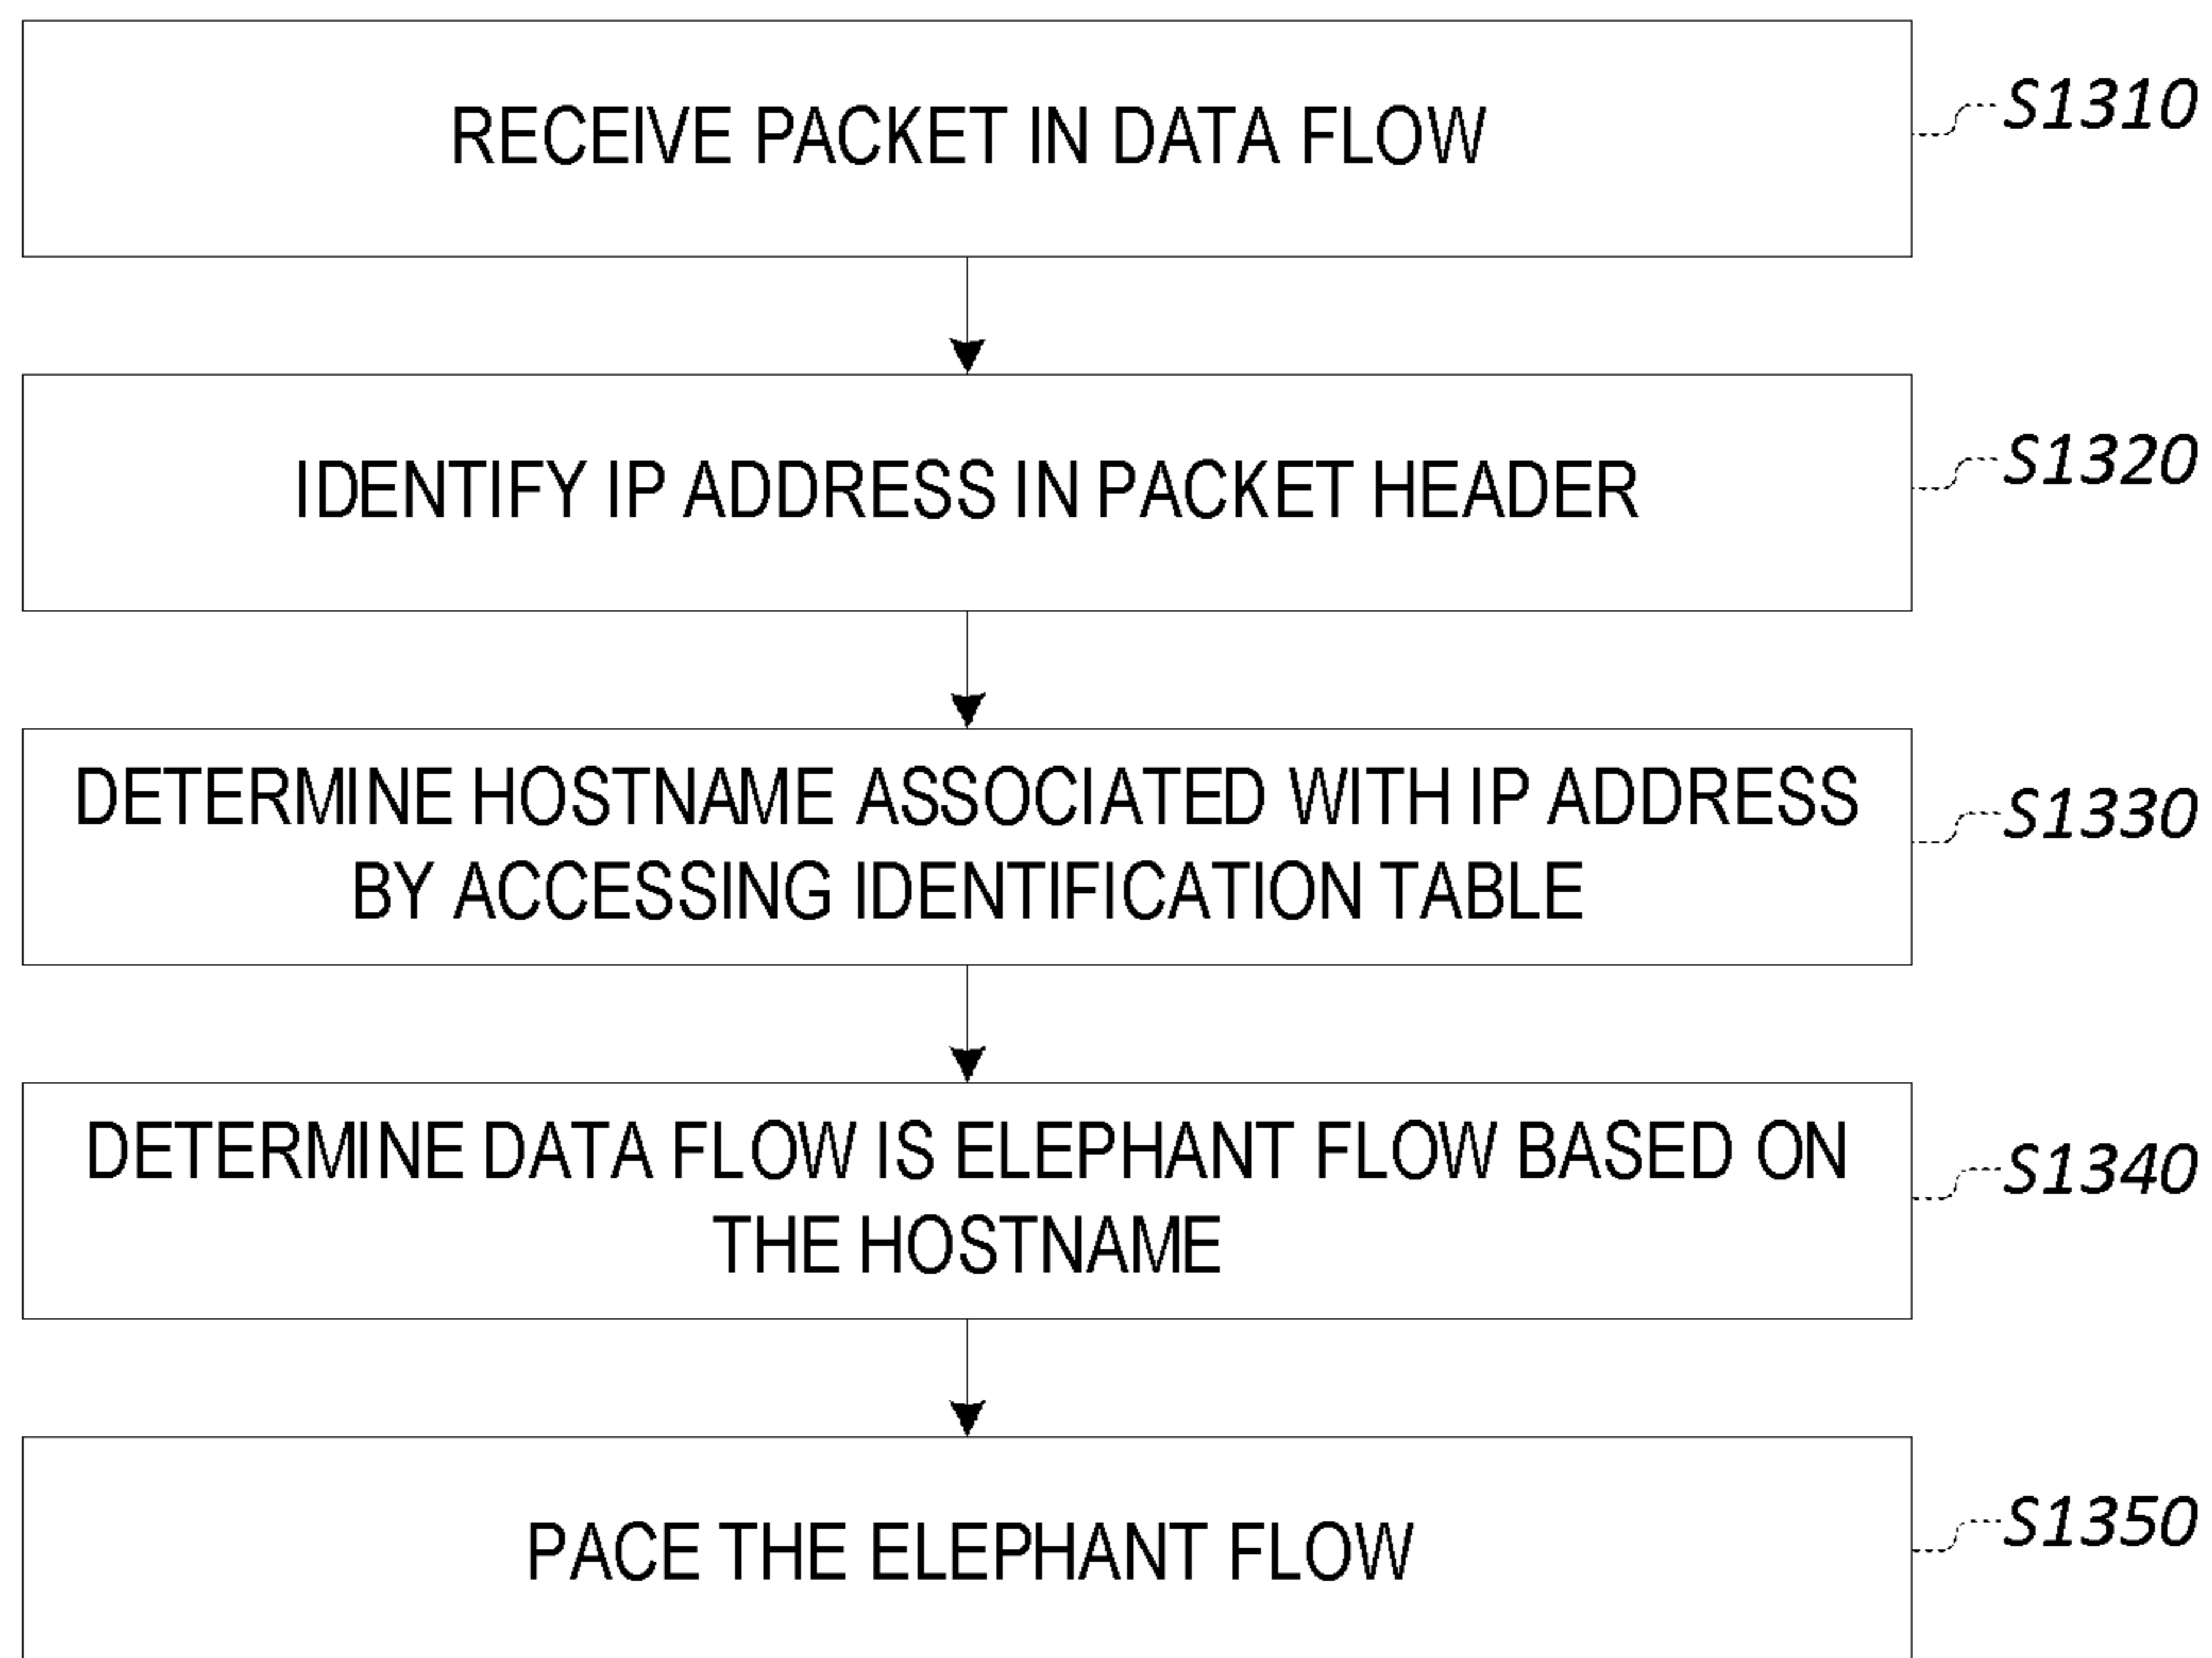 RECEIVE PACKET IN DATA FLOW
S1310
IDENTIFY IP ADDRESS IN PACKET HEADER
S1320
DETERMINE HOSTNAME ASSOCIATED WITH IP ADDRESS
BY ACCESSING IDENTIFICATION TABLE
S1330
DETERMINE DATA FLOW IS ELEPHANT FLOW BASED ON
THE HOSTNAME
S1340
PACE THE ELEPHANT FLOW
S1350